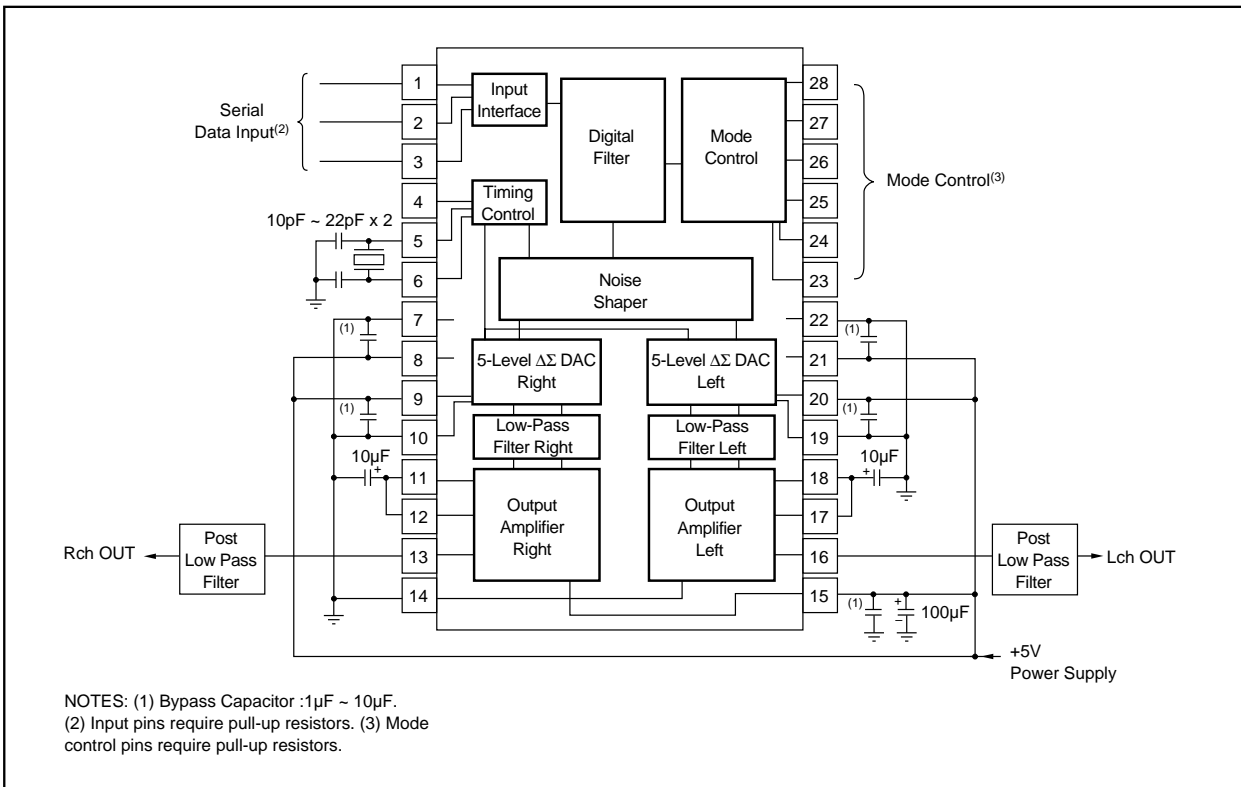 1
2
3
4
5
6
7
8
9
10
11
12
13
14
28
27
26
25
24
23
22
21
20
19
18
17
16
15
Serial
Data Input(2)
10pF ~ 22pF x 2
(1)
(1)
10µF
+
Rch OUT
Post
Low Pass
Filter
Input
Interface
Timing
Control
Digital
Filter
Mode
Control
Noise
Shaper
5-Level ΔΣ DAC
Right
5-Level ΔΣ DAC
Left
Low-Pass
Filter Right
Low-Pass
Filter Left
Output
Amplifier
Right
Output
Amplifier
Left
Mode Control(3)
(1)
(1)
10µF
+
Post
Low Pass
Filter
Lch OUT
(1)
+
–
100µF
+5V
Power Supply
NOTES: (1) Bypass Capacitor :1µF ~ 10µF.
(2) Input pins require pull-up resistors. (3) Mode
control pins require pull-up resistors.